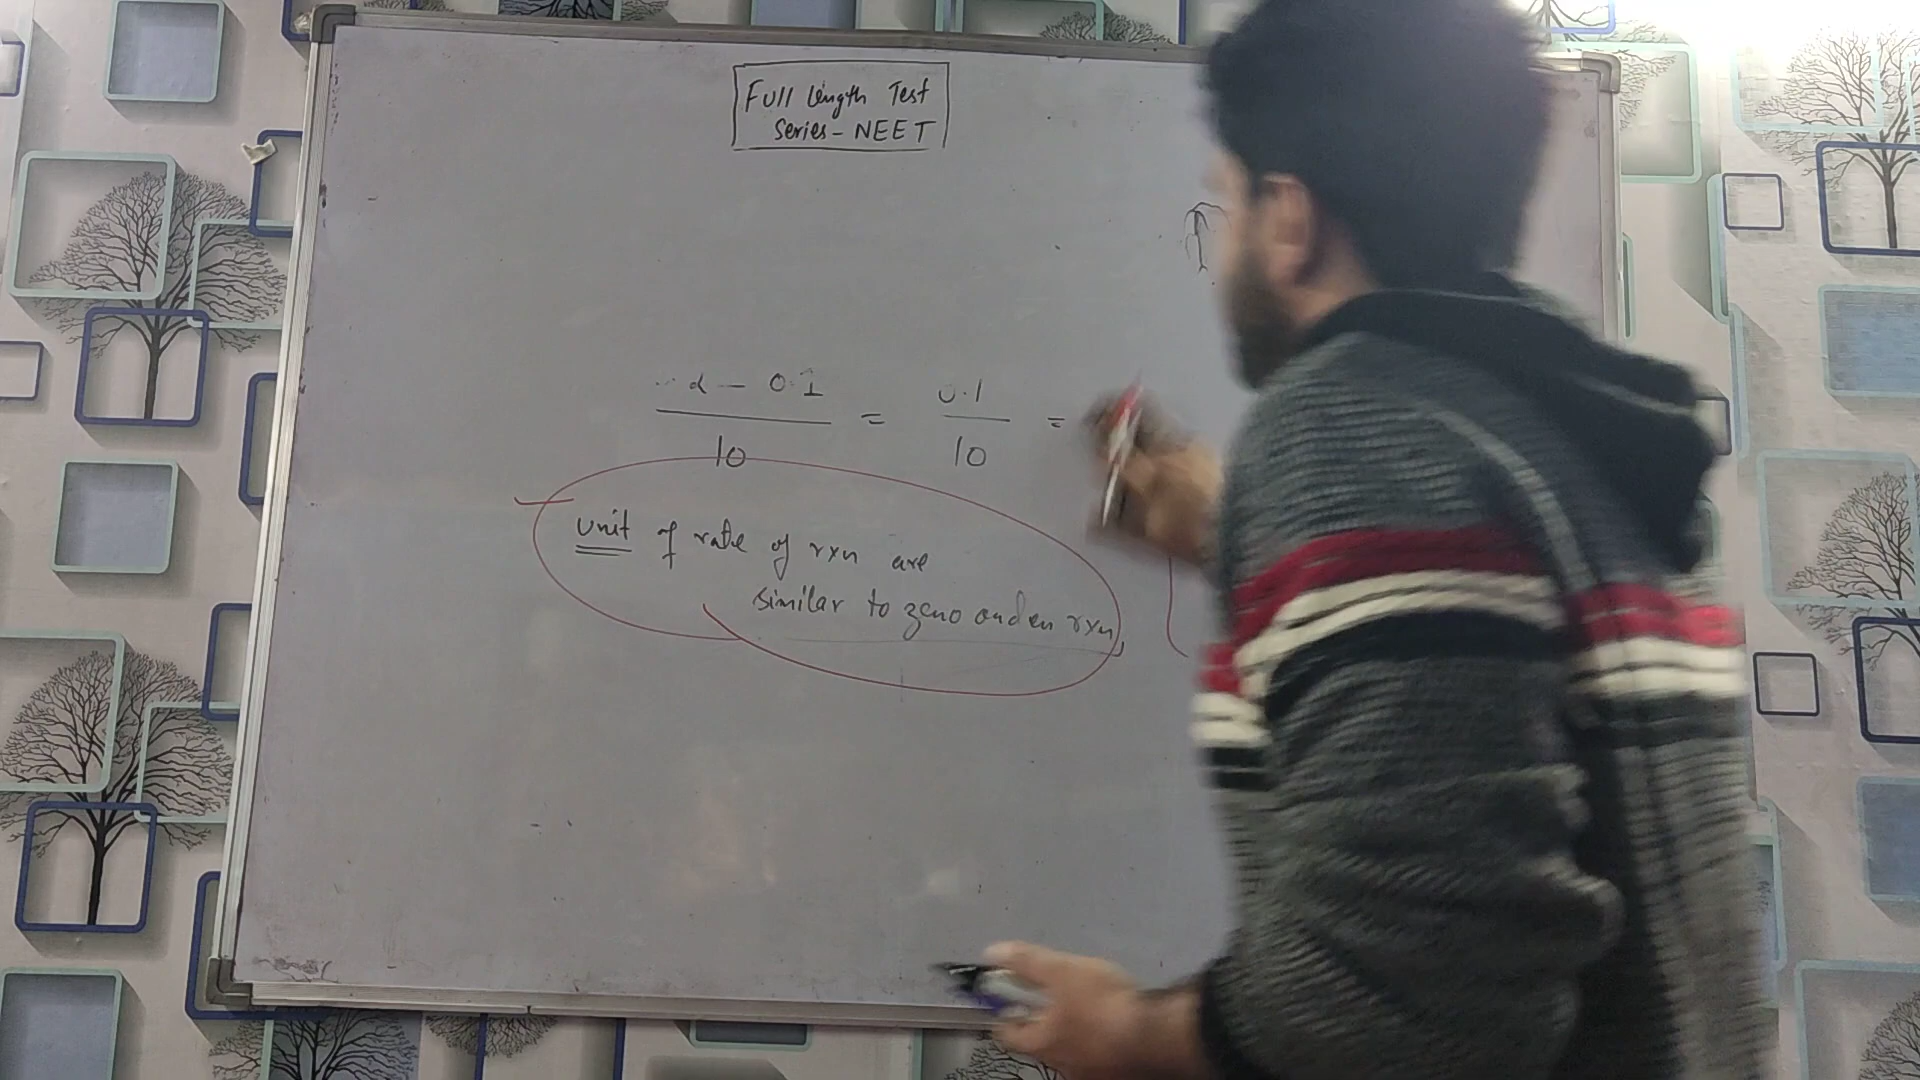 Full Length Test
Series - NEET
2 - 0.1 / 10 = 0.1 / 10 =
Unit of rate of rxn are
similar to zero order rxn